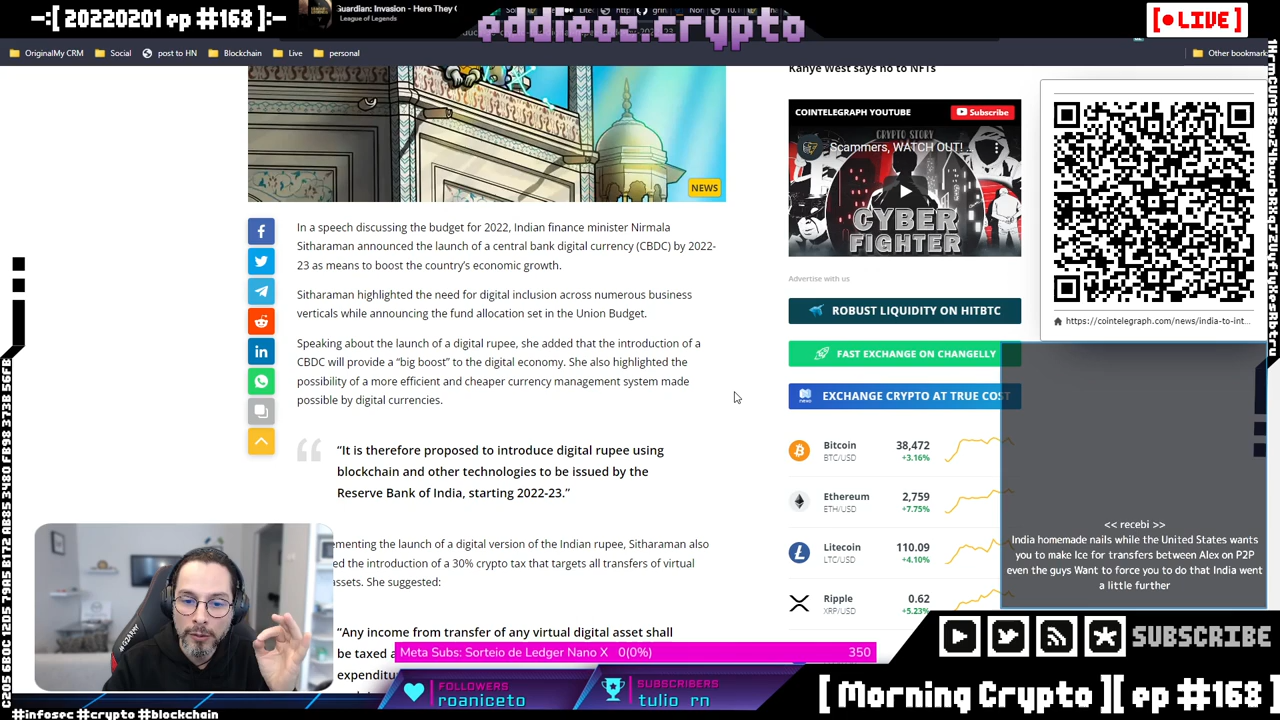 -:[ 20220201 ep #168 ]:-
Guardian: Invasion - Here They
League of Legends
eddieoz.crypto
[● LIVE ]
OriginalMy CRM
Social
post to HN
Blockchain
Live
personal
Other bookmark
Kanye West says no to NFTs
COINTELEGRAPH YOUTUBE
Subscribe
CRYPTO STORY
Scammers, WATCH OUT! ..
CYBER
FIGHTER
NEWS
Advertise with us
In a speech discussing the budget for 2022, Indian finance minister Nirmala
Sitharaman announced the launch of a central bank digital currency (CBDC) by 2022-
23 as means to boost the country's economic growth.
Sitharaman highlighted the need for digital inclusion across numerous business
verticals while announcing the fund allocation set in the Union Budget.
Speaking about the launch of a digital rupee, she added that the introduction of a
CBDC will provide a “big boost” to the digital economy. She also highlighted the
possibility of a more efficient and cheaper currency management system made
possible by digital currencies.
“It is therefore proposed to introduce digital rupee using
blockchain and other technologies to be issued by the
Reserve Bank of India, starting 2022-23.”
ementing the launch of a digital version of the Indian rupee, Sitharaman also
ed the introduction of a 30% crypto tax that targets all transfers of virtual
assets. She suggested:
“Any income from transfer of any virtual digital asset shall
be taxed a
expenditu
ROBUST LIQUIDITY ON HITBTC
FAST EXCHANGE ON CHANGELLY
EXCHANGE CRYPTO AT TRUE COST
Bitcoin 38,472
BTC/USD +3.16%
Ethereum 2,759
ETH/USD +7.75%
Litecoin 110.09
LTC/USD +4.10%
Ripple 0.62
XRP/USD +5.23%
https://cointelegraph.com/news/india-to-int...
<< recebi >>
India homemade nails while the United States wants
you to make Ice for transfers between Alex on P2P
even the guys Want to force you to do that India went
a little further
Meta Subs: Sorteio de Ledger Nano X 0(0%) 350
FOLLOWERS
roaniceto
SUBSCRIBERS
tulio_rn
SUBSCRIBE
[ Morning Crypto ][ ep #168 ]
#infosec #crypto #blockchain